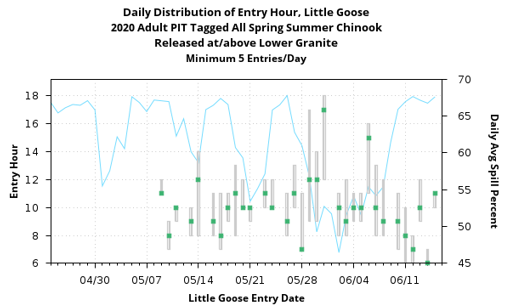 Daily Distribution of Entry Hour, Little Goose
2020 Adult PIT Tagged All Spring Summer Chinook
Released at/above Lower Granite
Minimum 5 Entries/Day
Entry Hour
18
16
14
12
10
8
6
70
65
60
55
50
45
Daily Avg Spill Percent
04/30 05/07 05/14 05/21 05/28 06/04 06/11
Little Goose Entry Date